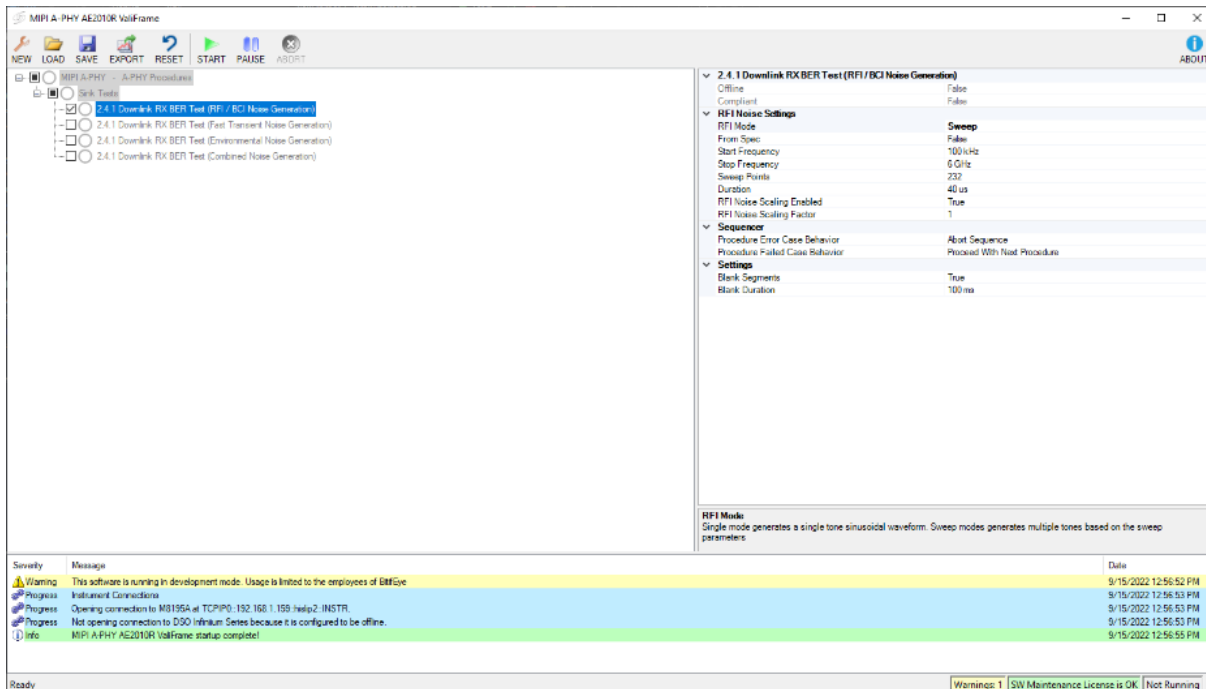 MIPI A-PHY AE2010R ValiFrame
NEW LOAD SAVE EXPORT RESET START PAUSE ABORT ABOUT
MIPI A-PHY - A-PHY Procedures
Sink Tests
2.4.1 Downlink RX BER Test (RFI / BCI Noise Generation)
2.4.1 Downlink RX BER Test (Fast Transient Noise Generation)
2.4.1 Downlink RX BER Test (Environmental Noise Generation)
2.4.1 Downlink RX BER Test (Combined Noise Generation)
2.4.1 Downlink RX BER Test (RFI / BCI Noise Generation)
Offline False
Compliant False
RFI Noise Settings
RFI Mode Sweep
From Spec False
Start Frequency 100 kHz
Stop Frequency 6 GHz
Sweep Points 232
Duration 40 us
RFI Noise Scaling Enabled True
RFI Noise Scaling Factor 1
Sequencer
Procedure Error Case Behavior Abort Sequence
Procedure Failed Case Behavior Proceed With Next Procedure
Settings
Blank Segments True
Blank Duration 100 ms
RFI Mode
Single mode generates a single tone sinusoidal waveform. Sweep modes generates multiple tones based on the sweep
parameters
Severity Message Date
Warning This software is running in development mode. Usage is limited to the employees of BitifEye 9/15/2022 12:56:52 PM
Progress Instrument Connections 9/15/2022 12:56:53 PM
Progress Opening connection to M8195A at TCPIP0::192.168.1.159::hislip2::INSTR. 9/15/2022 12:56:53 PM
Progress Not opening connection to DSO Infiniium Series because it is configured to be offline. 9/15/2022 12:56:53 PM
Info MIPI A-PHY AE2010R ValiFrame startup complete! 9/15/2022 12:56:55 PM
Ready Warnings: 1 SW Maintenance License is OK Not Running